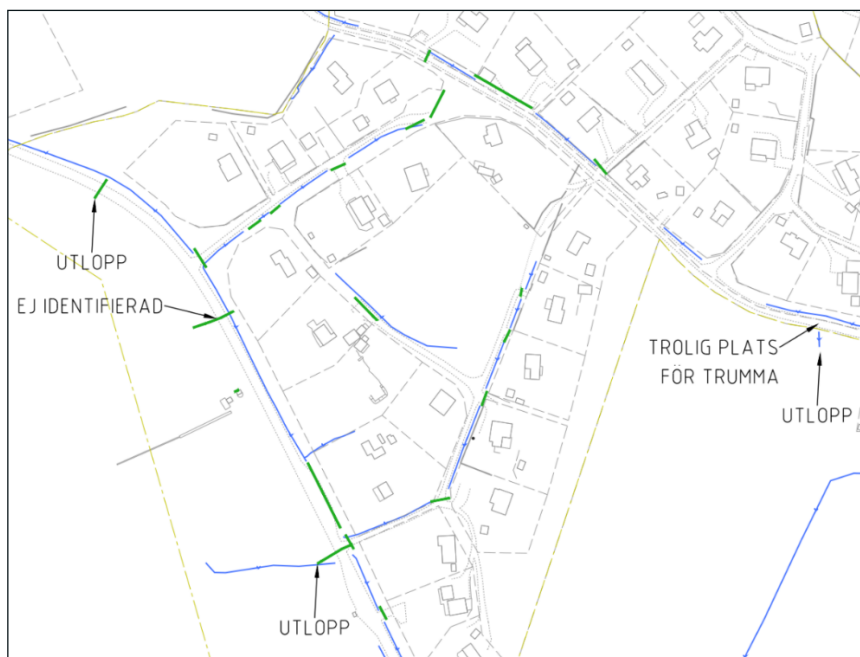 UTLOPP
EJ IDENTIFIERAD
TROLIG PLATS
FÖR TRUMMA
UTLOPP
UTLOPP